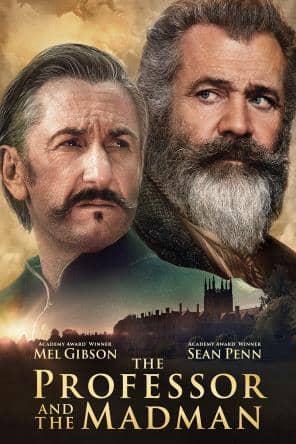 ACADEMY AWARD WINNER
MEL GIBSON
ACADEMY AWARD WINNER
SEAN PENN
THE
PROFESSOR
AND THE MADMAN